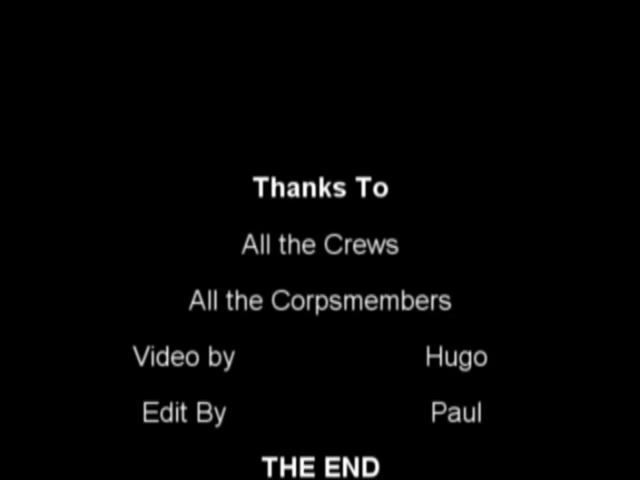 Thanks To
All the Crews
All the Corpsmembers
Video by Hugo
Edit By Paul
THE END